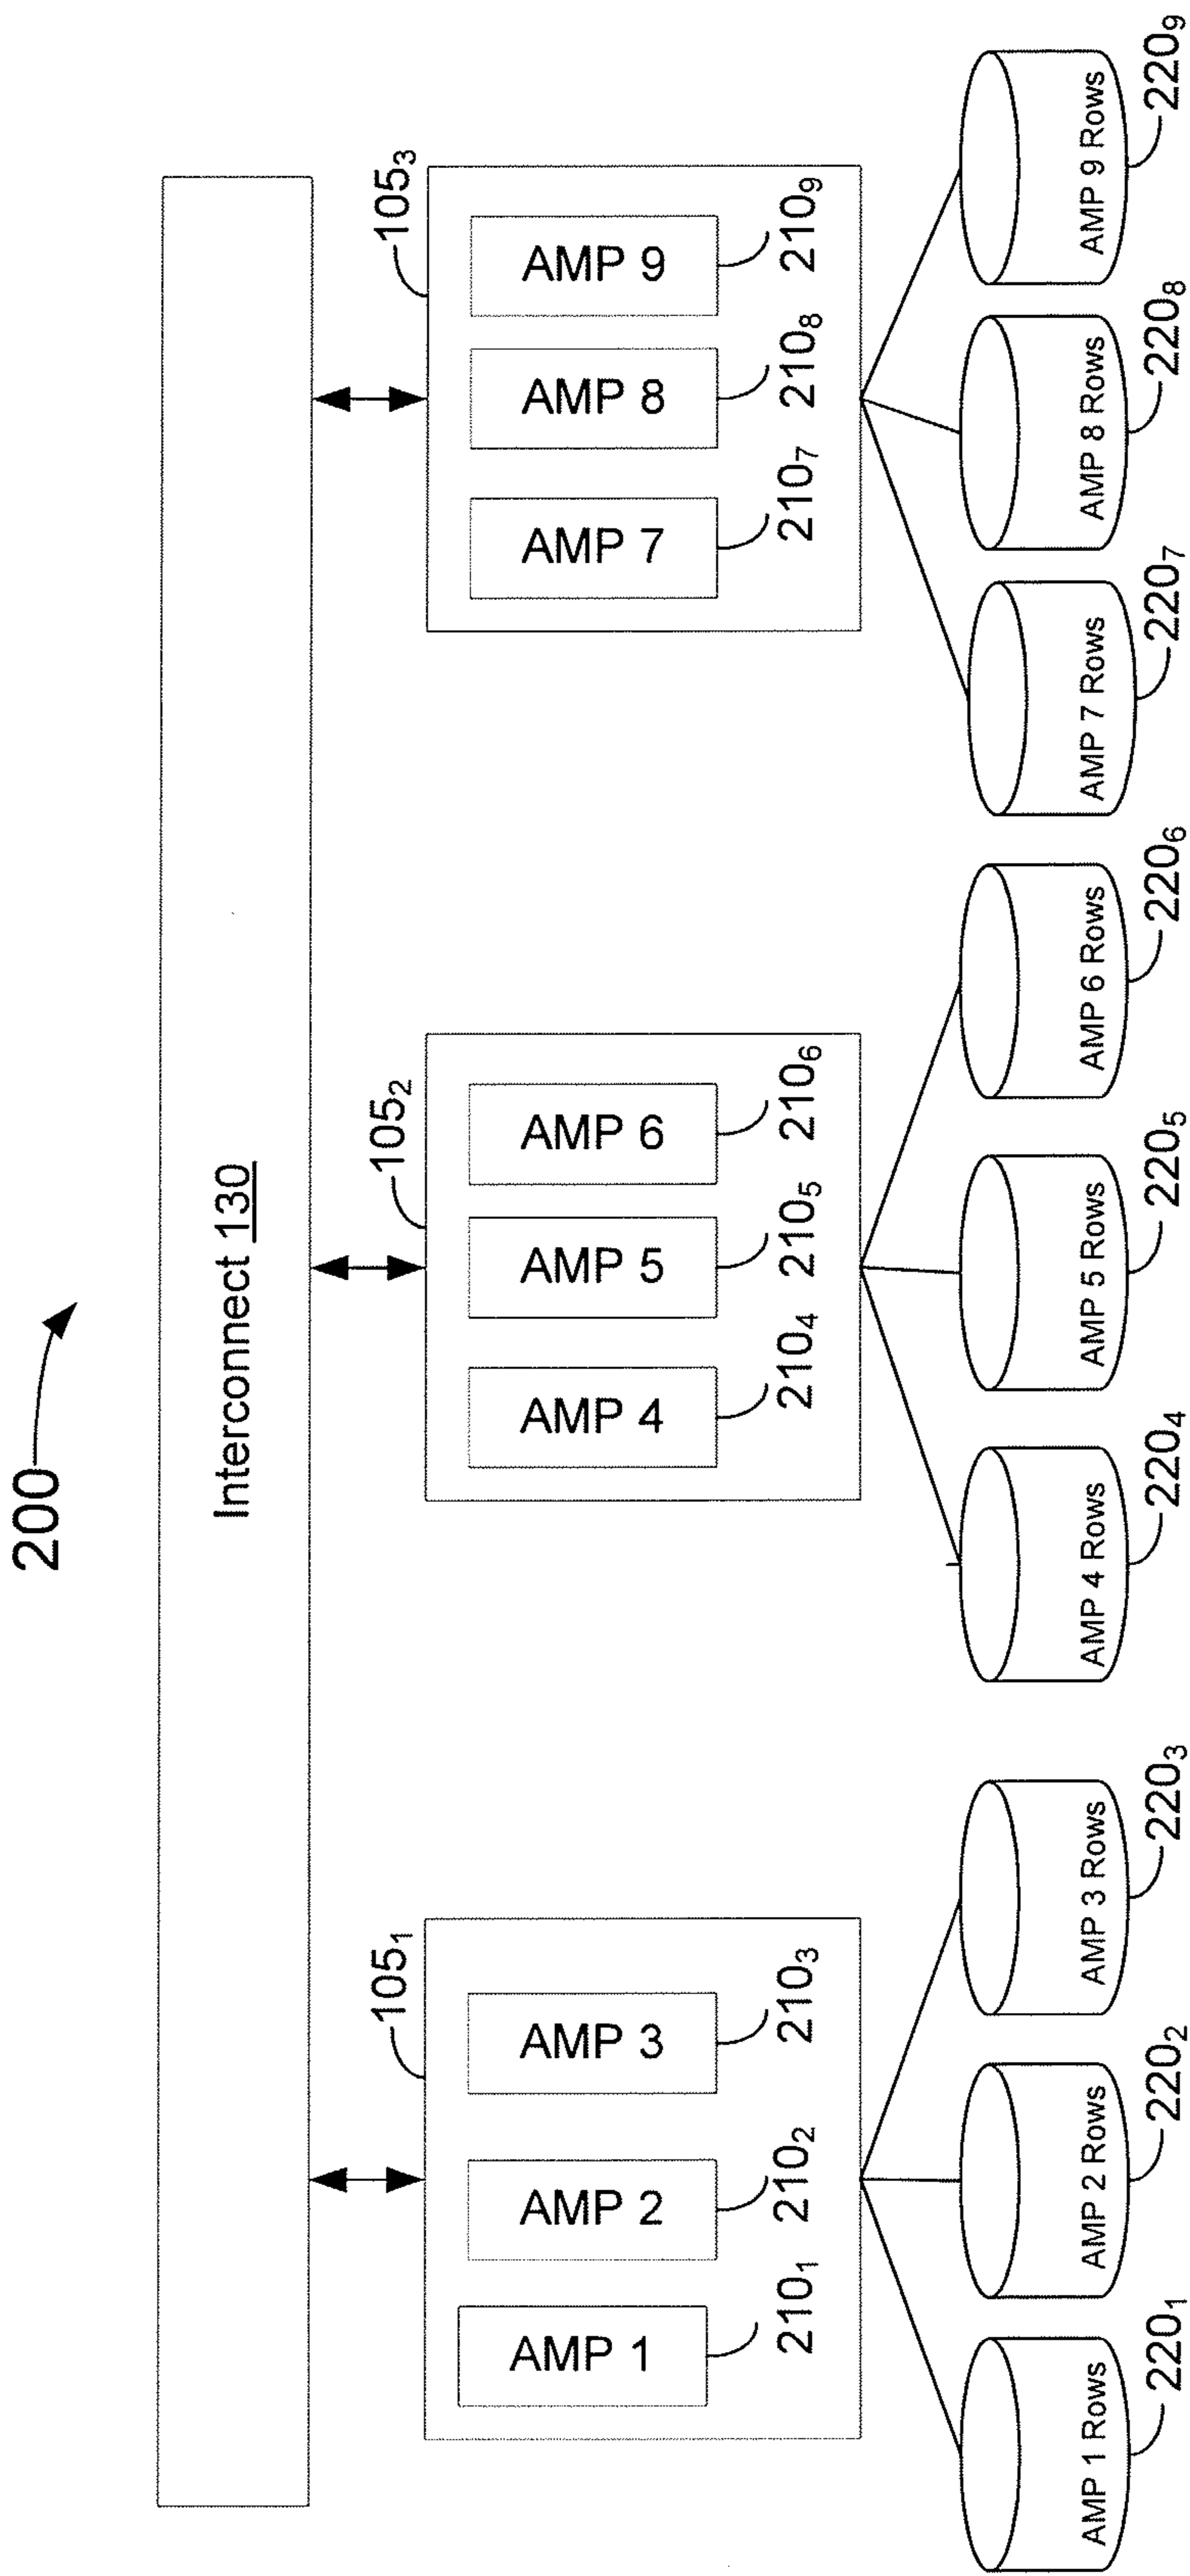 200
Interconnect 130
105₁
105₂
105₃
AMP 1
AMP 2
AMP 3
AMP 4
AMP 5
AMP 6
AMP 7
AMP 8
AMP 9
210₁
210₂
210₃
210₄
210₅
210₆
210₇
210₈
210₉
AMP 1 Rows
AMP 2 Rows
AMP 3 Rows
AMP 4 Rows
AMP 5 Rows
AMP 6 Rows
AMP 7 Rows
AMP 8 Rows
AMP 9 Rows
220₁
220₂
220₃
220₄
220₅
220₆
220₇
220₈
220₉